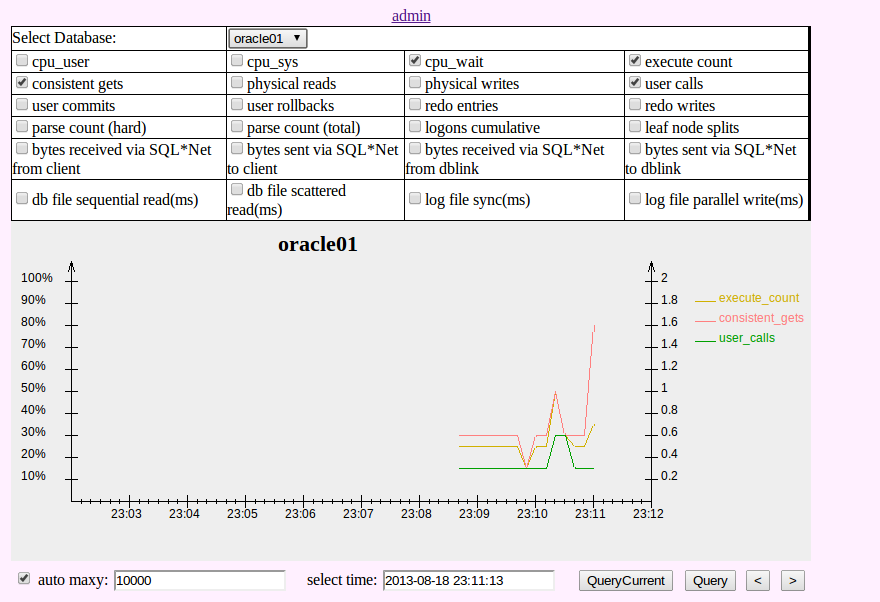 admin
Select Database: oracle01
cpu_user cpu_sys cpu_wait execute count
consistent gets physical reads physical writes user calls
user commits user rollbacks redo entries redo writes
parse count (hard) parse count (total) logons cumulative leaf node splits
bytes received via SQL*Net bytes sent via SQL*Net bytes received via SQL*Net bytes sent via SQL*Net
from client to client from dblink to dblink
db file sequential read(ms) db file scattered log file sync(ms) log file parallel write(ms)
read(ms)
oracle01
100% 2
90% 1.8 execute_count
80% 1.6 consistent_gets
70% 1.4 user_calls
60% 1.2
50% 1
40% 0.8
30% 0.6
20% 0.4
10% 0.2
23:03 23:04 23:05 23:06 23:07 23:08 23:09 23:10 23:11 23:12
auto maxy: 10000 select time: 2013-08-18 23:11:13 QueryCurrent Query < >